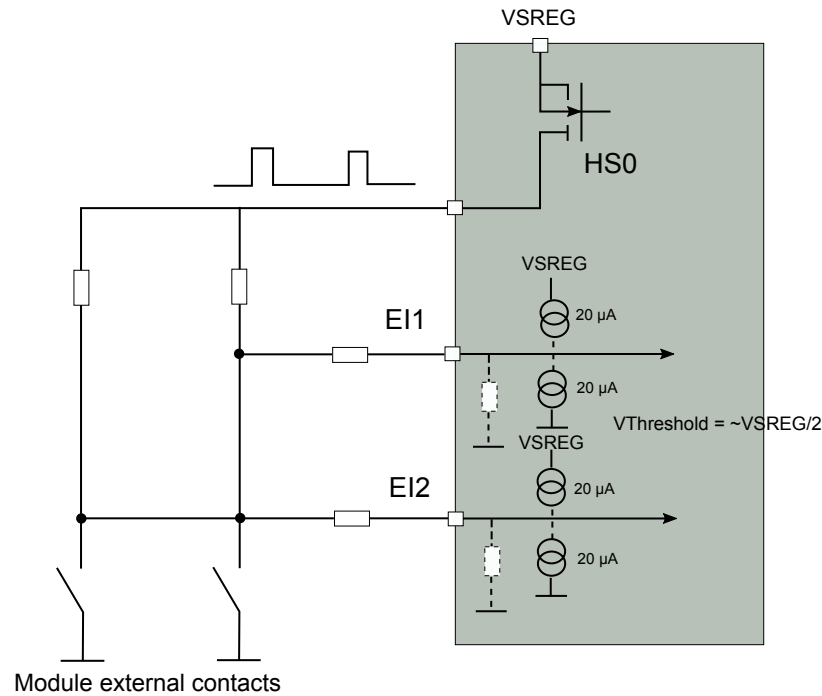 VSREG
HS0
VSREG
EI1
20 µA
20 µA
VThreshold = ~VSREG/2
VSREG
EI2
20 µA
20 µA
Module external contacts